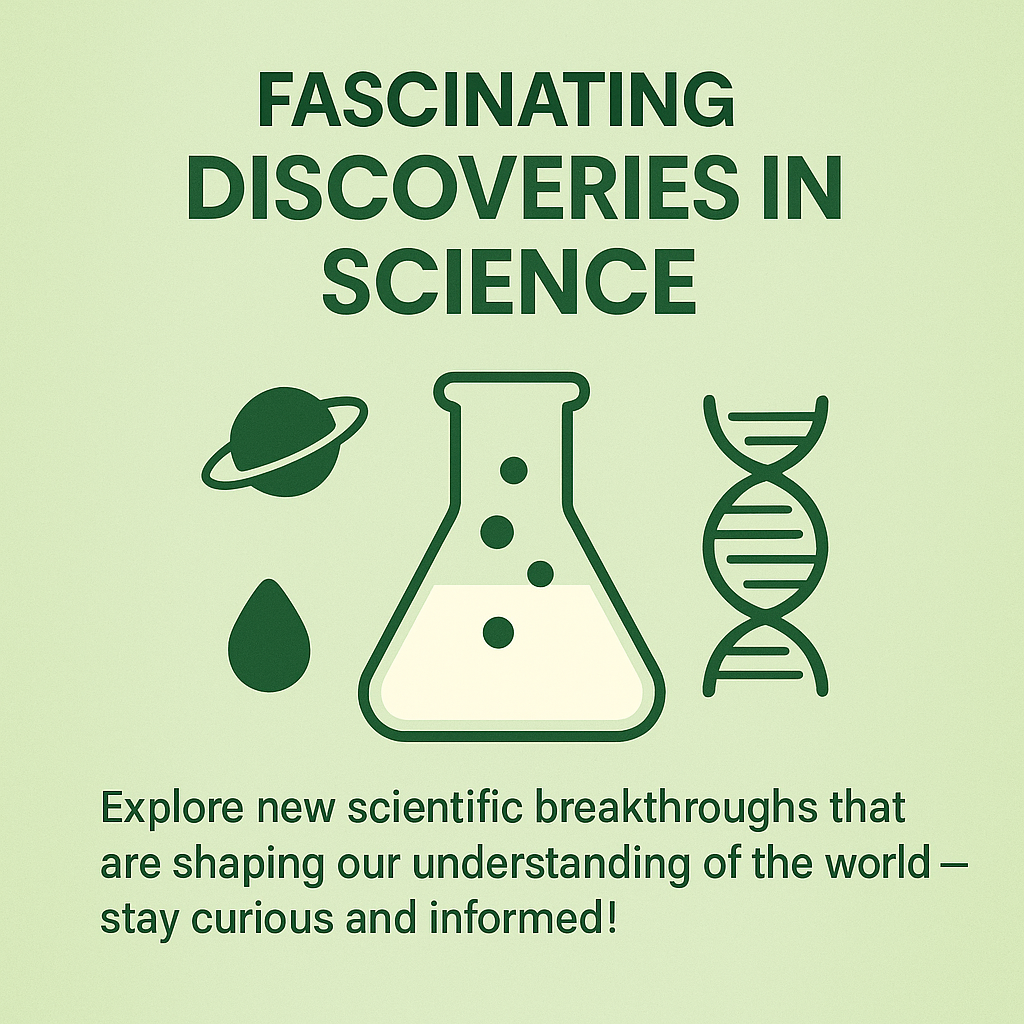 FASCINATING
DISCOVERIES IN
SCIENCE
Explore new scientific breakthroughs that
are shaping our understanding of the world —
stay curious and informed!